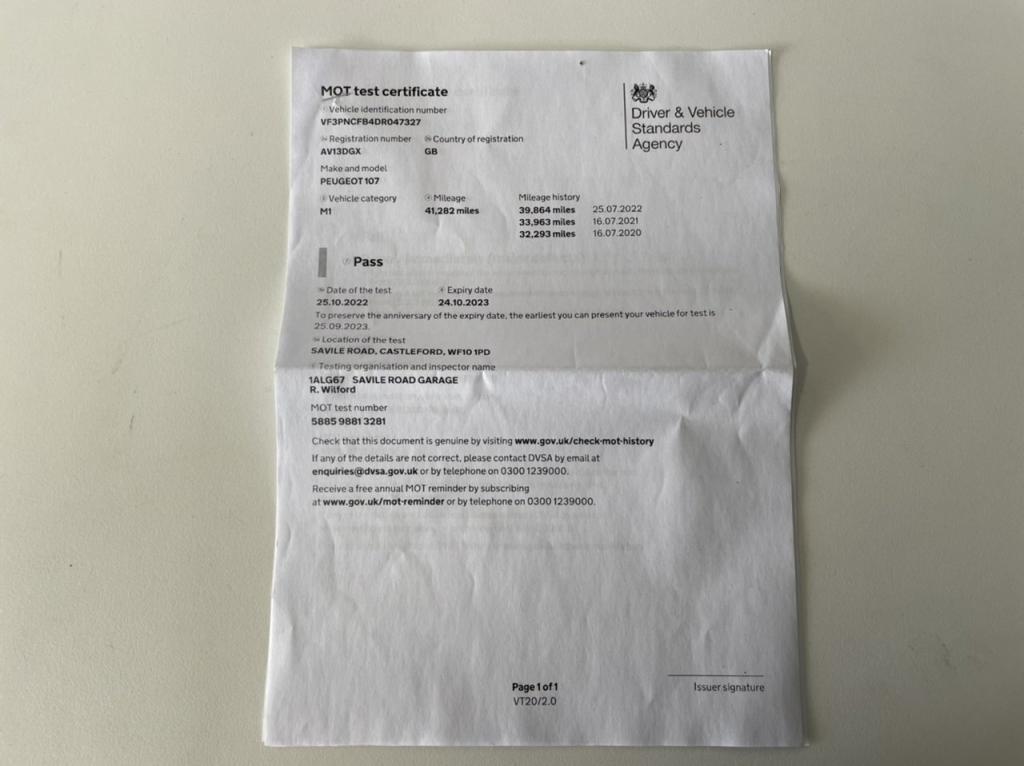 MOT test certificate
Vehicle identification number
VF3PNCFB4DR047327
Registration number Country of registration
AV13DGX GB
Make and model
PEUGEOT 107
Vehicle category Mileage Mileage history
M1 41,282 miles 39,864 miles 25.07.2022
33,963 miles 16.07.2021
32,293 miles 16.07.2020
Driver & Vehicle
Standards
Agency
Pass
Date of the test Expiry date
25.10.2022 24.10.2023
To preserve the anniversary of the expiry date, the earliest you can present your vehicle for test is
25.09.2023.
Location of the test
SAVILE ROAD, CASTLEFORD, WF10 1PD
Testing organisation and inspector name
1ALG67 SAVILE ROAD GARAGE
R. Wilford
MOT test number
5885 9881 3281
Check that this document is genuine by visiting www.gov.uk/check-mot-history
If any of the details are not correct, please contact DVSA by email at
enquiries@dvsa.gov.uk or by telephone on 0300 1239000.
Receive a free annual MOT reminder by subscribing
at www.gov.uk/mot-reminder or by telephone on 0300 1239000.
Page 1 of 1
VT20/2.0
Issuer signature